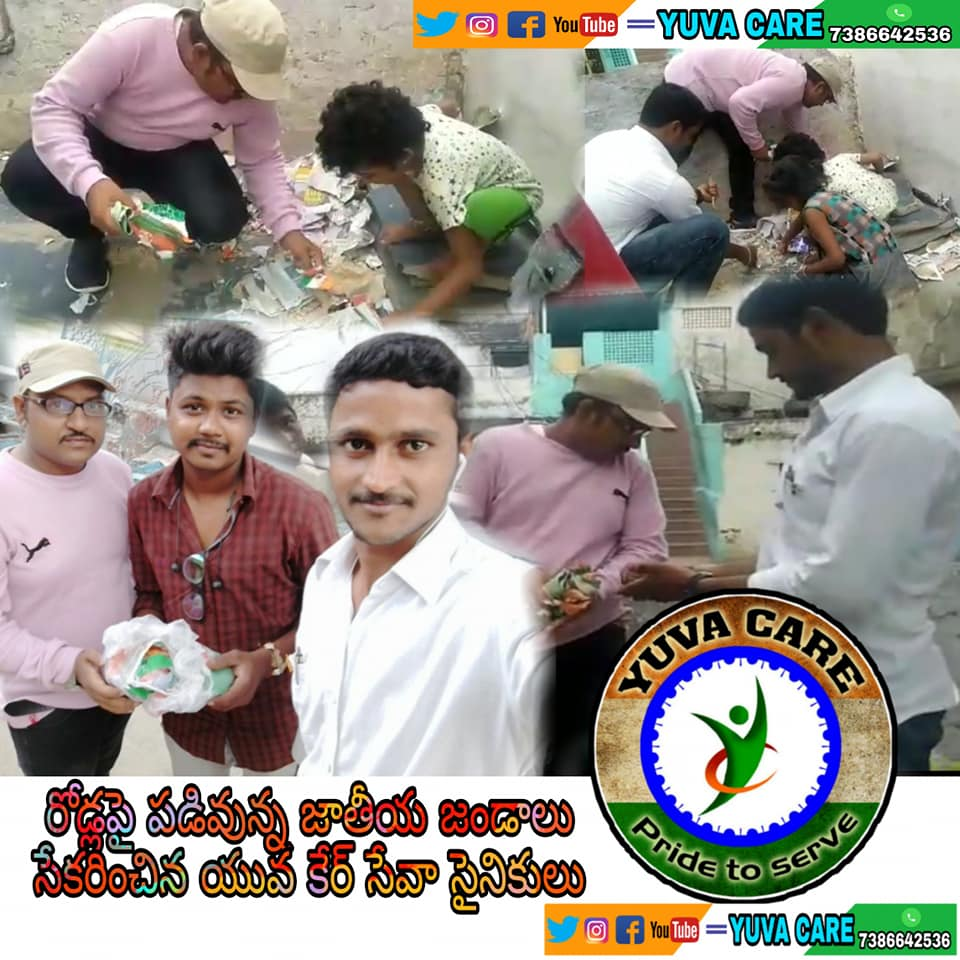 You Tube = YUVA CARE 7386642536
రోడ్లపై పడివున్న జాతీయ జండాలు
సేకరించిన యువ కేర్ సేవా సైనికులు
YUVA CARE
Pride to serve
You Tube = YUVA CARE 7386642536